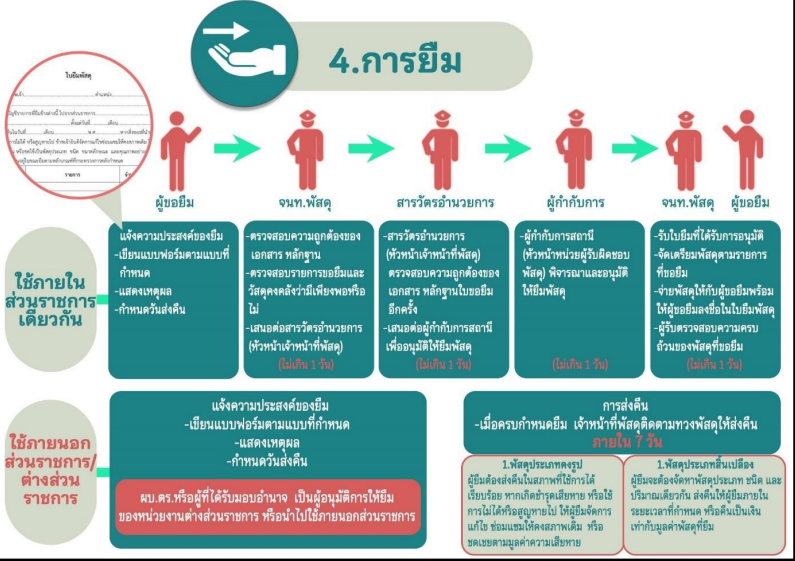 4.การยืม
ใบยืมพัสดุ
รายการ
ผู้ขอยืม
จนท.พัสดุ
สารวัตรอำนวยการ
ผู้กำกับการ
จนท.พัสดุ
ผู้ขอยืม
ใช้ภายใน
ส่วนราชการ
เดียวกัน
แจ้งความประสงค์ของยืม
-เขียนแบบฟอร์มตามแบบที่
กำหนด
-แสดงเหตุผล
-กำหนดวันส่งคืน
-ตรวจสอบความถูกต้องของ
เอกสาร หลักฐาน
-ตรวจสอบรายการขอยืมและ
วัสดุคงคลังว่ามีเพียงพอหรือ
ไม่
-เสนอต่อสารวัตรอำนวยการ
(หัวหน้าเจ้าหน้าที่พัสดุ)
(ไม่เกิน 1 วัน)
-สารวัตรอำนวยการ
(หัวหน้าเจ้าหน้าที่พัสดุ)
ตรวจสอบความถูกต้องของ
เอกสาร หลักฐานใบขอยืม
อีกครั้ง
-เสนอต่อผู้กำกับการสถานี
เพื่ออนุมัติให้ยืมพัสดุ
(ไม่เกิน 1 วัน)
-ผู้กำกับการสถานี
(หัวหน้าหน่วยผู้รับผิดชอบ
พัสดุ) พิจารณาและอนุมัติ
ให้ยืมพัสดุ
(ไม่เกิน 1 วัน)
-รับใบยืมที่ได้รับการอนุมัติ
-จัดเตรียมพัสดุตามรายการ
ที่ขอยืม
-จ่ายพัสดุให้กับผู้ขอยืมพร้อม
ให้ผู้ขอยืมลงชื่อในใบยืมพัสดุ
-ผู้รับตรวจสอบความครบ
ถ้วนของพัสดุที่ขอยืม
(ไม่เกิน 1 วัน)
ใช้ภายนอก
ส่วนราชการ/
ต่างส่วน
ราชการ
แจ้งความประสงค์ของยืม
-เขียนแบบฟอร์มตามแบบที่กำหนด
-แสดงเหตุผล
-กำหนดวันส่งคืน
ผบ.ตร.หรือผู้ที่ได้รับมอบอำนาจ เป็นผู้อนุมัติการให้ยืม
ของหน่วยงานต่างส่วนราชการ หรือนำไปใช้ภายนอกส่วนราชการ
การส่งคืน
-เมื่อครบกำหนดยืม เจ้าหน้าที่พัสดุติดตามทวงพัสดุให้ส่งคืน
ภายใน 7 วัน
1.พัสดุประเภทคงรูป
ผู้ยืมต้องส่งคืนในสภาพที่ใช้การได้
เรียบร้อย หากเกิดชำรุดเสียหาย หรือใช้
การไม่ได้หรือสูญหายไป ให้ผู้ยืมจัดการ
แก้ไข ซ่อมแซมให้คงสภาพเดิม หรือ
ชดเชยตามมูลค่าความเสียหาย
1.พัสดุประเภทสิ้นเปลือง
ผู้ยืมจะต้องจัดหาพัสดุประเภท ชนิด และ
ปริมาณเดียวกัน ส่งคืนให้ผู้ยืมภายใน
ระยะเวลาที่กำหนด หรือคืนเป็นเงิน
เท่ากับมูลค่าพัสดุที่ยืม